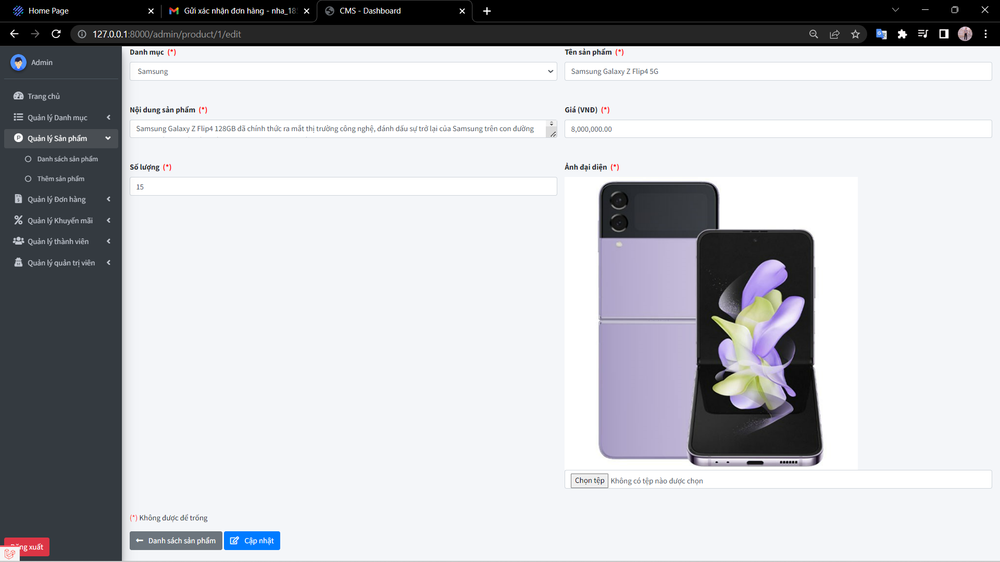 Home Page
Gửi xác nhận đơn hàng - nha_18
CMS - Dashboard
127.0.0.1:8000/admin/product/1/edit
Admin
Trang chủ
Quản lý Danh mục
Quản lý Sản phẩm
Danh sách sản phẩm
Thêm sản phẩm
Quản lý Đơn hàng
Quản lý Khuyến mãi
Quản lý thành viên
Quản lý quản trị viên
Danh mục (*)
Samsung
Tên sản phẩm (*)
Samsung Galaxy Z Flip4 5G
Nội dung sản phẩm (*)
Samsung Galaxy Z Flip4 128GB đã chính thức ra mắt thị trường công nghệ, đánh dấu sự trở lại của Samsung trên con đường
Giá (VNĐ) (*)
8,000,000.00
Số lượng (*)
15
Ảnh đại diện (*)
Chọn tệp Không có tệp nào được chọn
(*) Không được để trống
Danh sách sản phẩm
Cập nhật
xuất